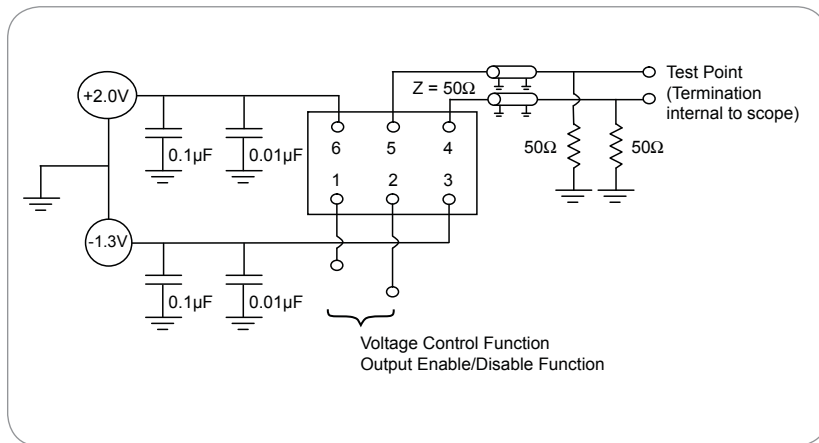 +2.0V
0.1µF
0.01µF
Z = 50Ω
6
5
4
1
2
3
Test Point
(Termination
internal to scope)
50Ω
50Ω
-1.3V
0.1µF
0.01µF
Voltage Control Function
Output Enable/Disable Function